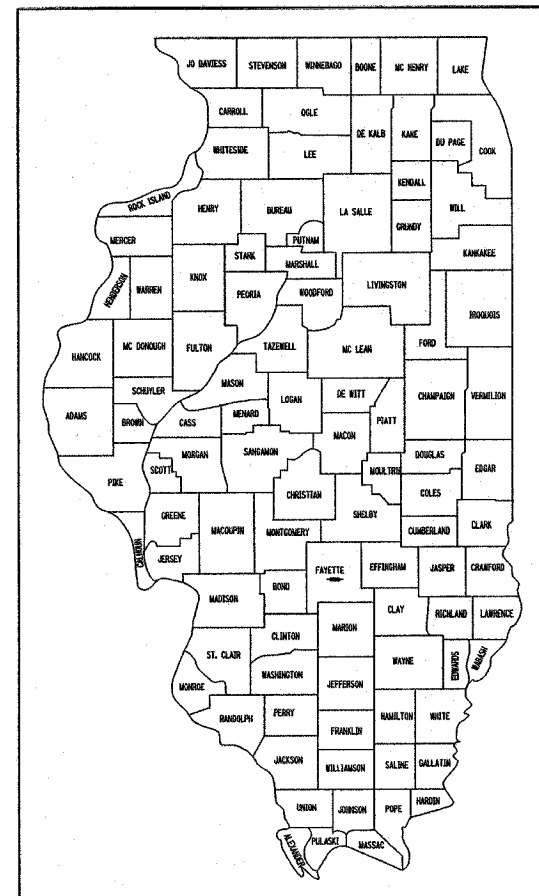 JO DAVIESS
STEVENSON
WINNEBAGO
BOONE
MC HENRY
LAKE
CARROLL
OGLE
DE KALB
KANE
DU PAGE
COOK
WHITESIDE
LEE
KENDALL
WILL
ROCK ISLAND
HENRY
BUREAU
LA SALLE
GRUNDY
PUTNAM
MERCER
STARK
MARSHALL
KANKAKEE
HENDERSON
WARREN
KNOX
PEORIA
WOODFORD
LIVINGSTON
IROQUOIS
HANCOCK
MC DONOUGH
FULTON
TAZEWELL
MC LEAN
FORD
MASON
SCHUYLER
LOGAN
DE WITT
CHAMPAIGN
VERMILION
ADAMS
BROWN
CASS
MENARD
MACON
PIATT
PIKE
SCOTT
MORGAN
SANGAMON
MOULTRIE
DOUGLAS
EDGAR
CHRISTIAN
COLES
GREENE
MACOUPIN
MONTGOMERY
SHELBY
CUMBERLAND
CLARK
CALHOUN
JERSEY
BOND
FAYETTE
EFFINGHAM
JASPER
CRAWFORD
MADISON
CLINTON
MARION
CLAY
RICHLAND
LAWRENCE
ST. CLAIR
WASHINGTON
JEFFERSON
WAYNE
EDWARDS
WABASH
MONROE
RANDOLPH
PERRY
FRANKLIN
HAMILTON
WHITE
JACKSON
WILLIAMSON
SALINE
GALLATIN
UNION
JOHNSON
POPE
HARDIN
ALEXANDER
PULASKI
MASSAC